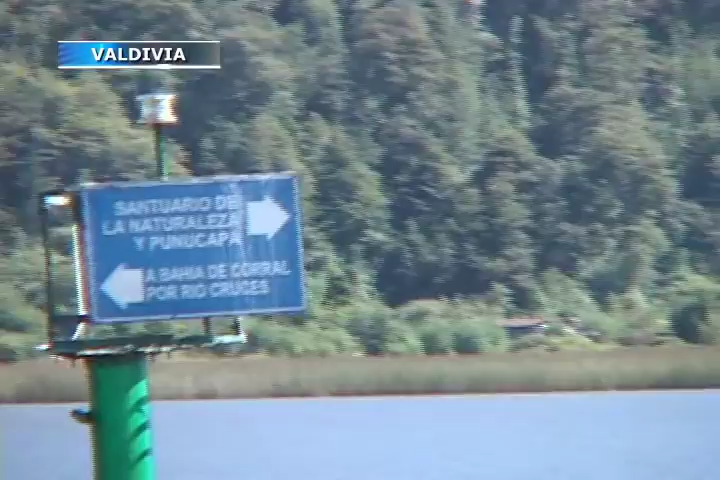 VALDIVIA
SANTUARIO DE
LA NATURALEZA
Y PUNUCAPA
A BAHIA DE CORRAL
POR RIO CRUCES